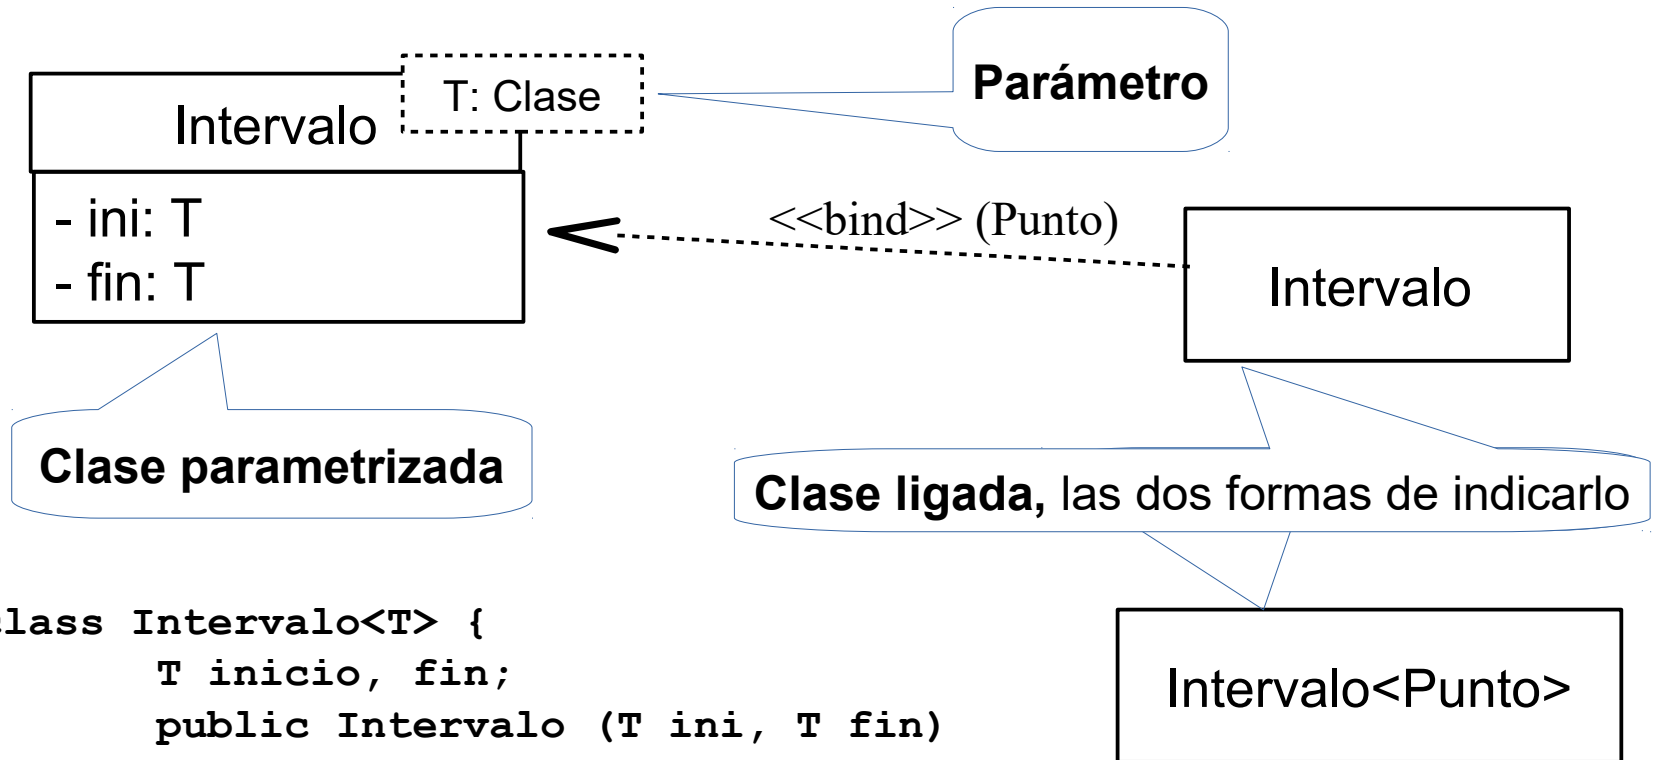 T: Clase
Intervalo
Parámetro
- ini: T
- fin: T
<<bind>> (Punto)
Intervalo
Clase parametrizada
Clase ligada, las dos formas de indicarlo
class Intervalo<T> {
T inicio, fin;
public Intervalo (T ini, T fin)
Intervalo<Punto>